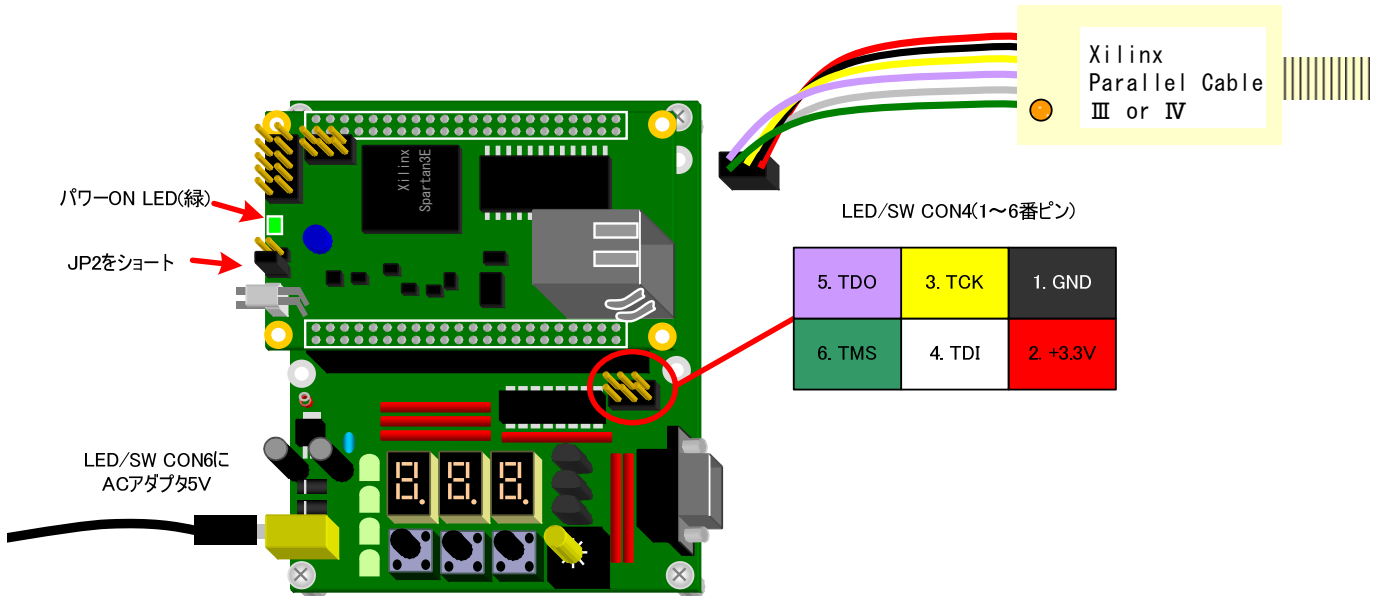 Xilinx
Parallel Cable
Ⅲ or Ⅳ
Xilinx
Spartan3E
パワーON LED(緑)
JP2をショート
LED/SW CON4(1～6番ピン)
5. TDO
3. TCK
1. GND
6. TMS
4. TDI
2. +3.3V
LED/SW CON6に
ACアダプタ5V
8.
8.
8.